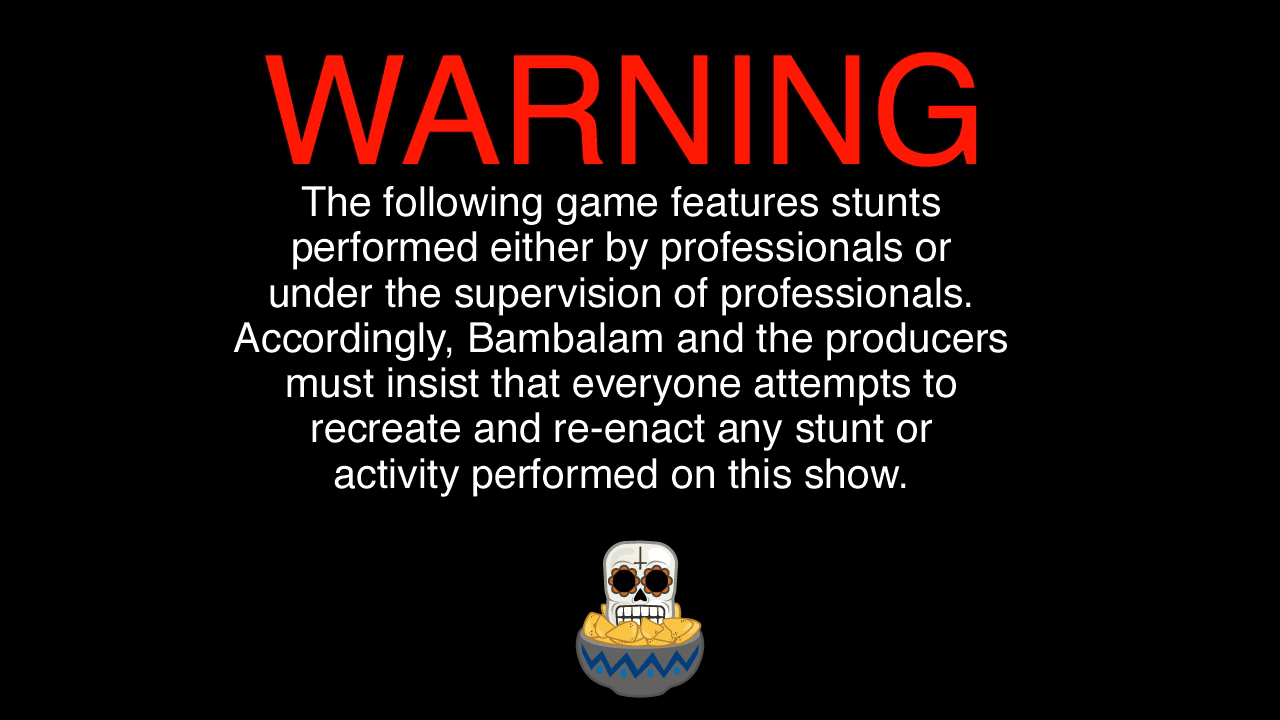 WARNING
The following game features stunts
performed either by professionals or
under the supervision of professionals.
Accordingly, Bambalam and the producers
must insist that everyone attempts to
recreate and re-enact any stunt or
activity performed on this show.